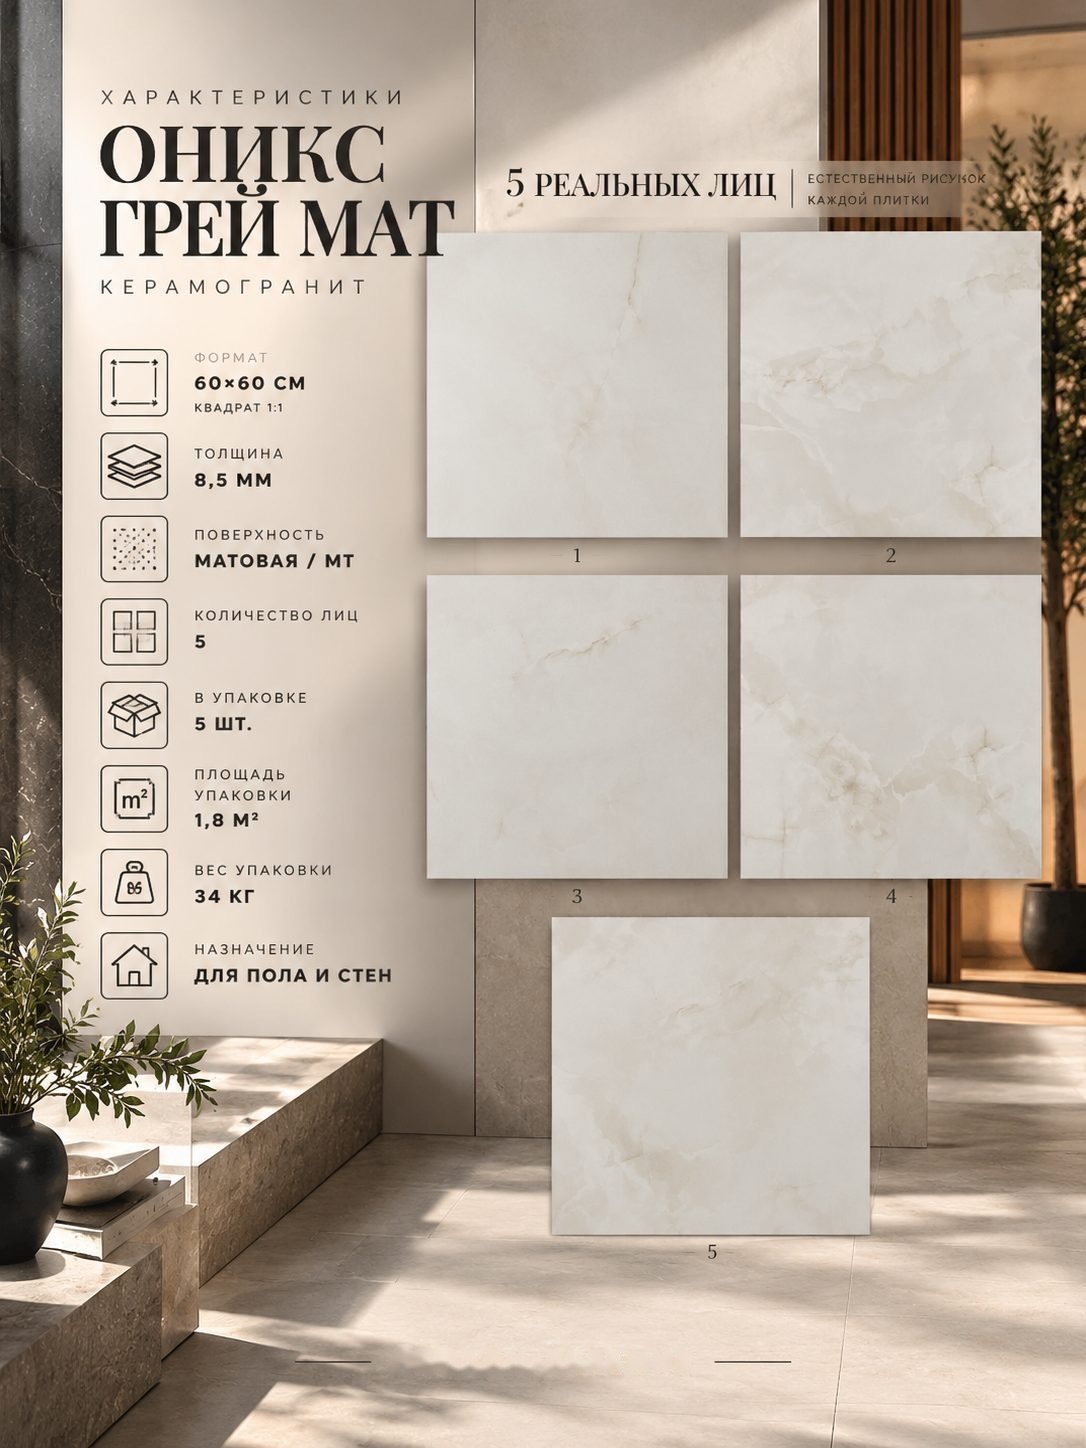 ХАРАКТЕРИСТИКИ
ОНИКС
ГРЕЙ МАТ
КЕРАМОГРАНИТ
5 РЕАЛЬНЫХ ЛИЦ
ЕСТЕСТВЕННЫЙ РИСУНОК
КАЖДОЙ ПЛИТКИ
ФОРМАТ
60×60 СМ
КВАДРАТ 1:1
ТОЛЩИНА
8,5 ММ
ПОВЕРХНОСТЬ
МАТОВАЯ / MT
КОЛИЧЕСТВО ЛИЦ
5
В УПАКОВКЕ
5 ШТ.
m²
ПЛОЩАДЬ
УПАКОВКИ
1,8 М²
ВЕС УПАКОВКИ
34 КГ
НАЗНАЧЕНИЕ
ДЛЯ ПОЛА И СТЕН
1
2
3
4
5